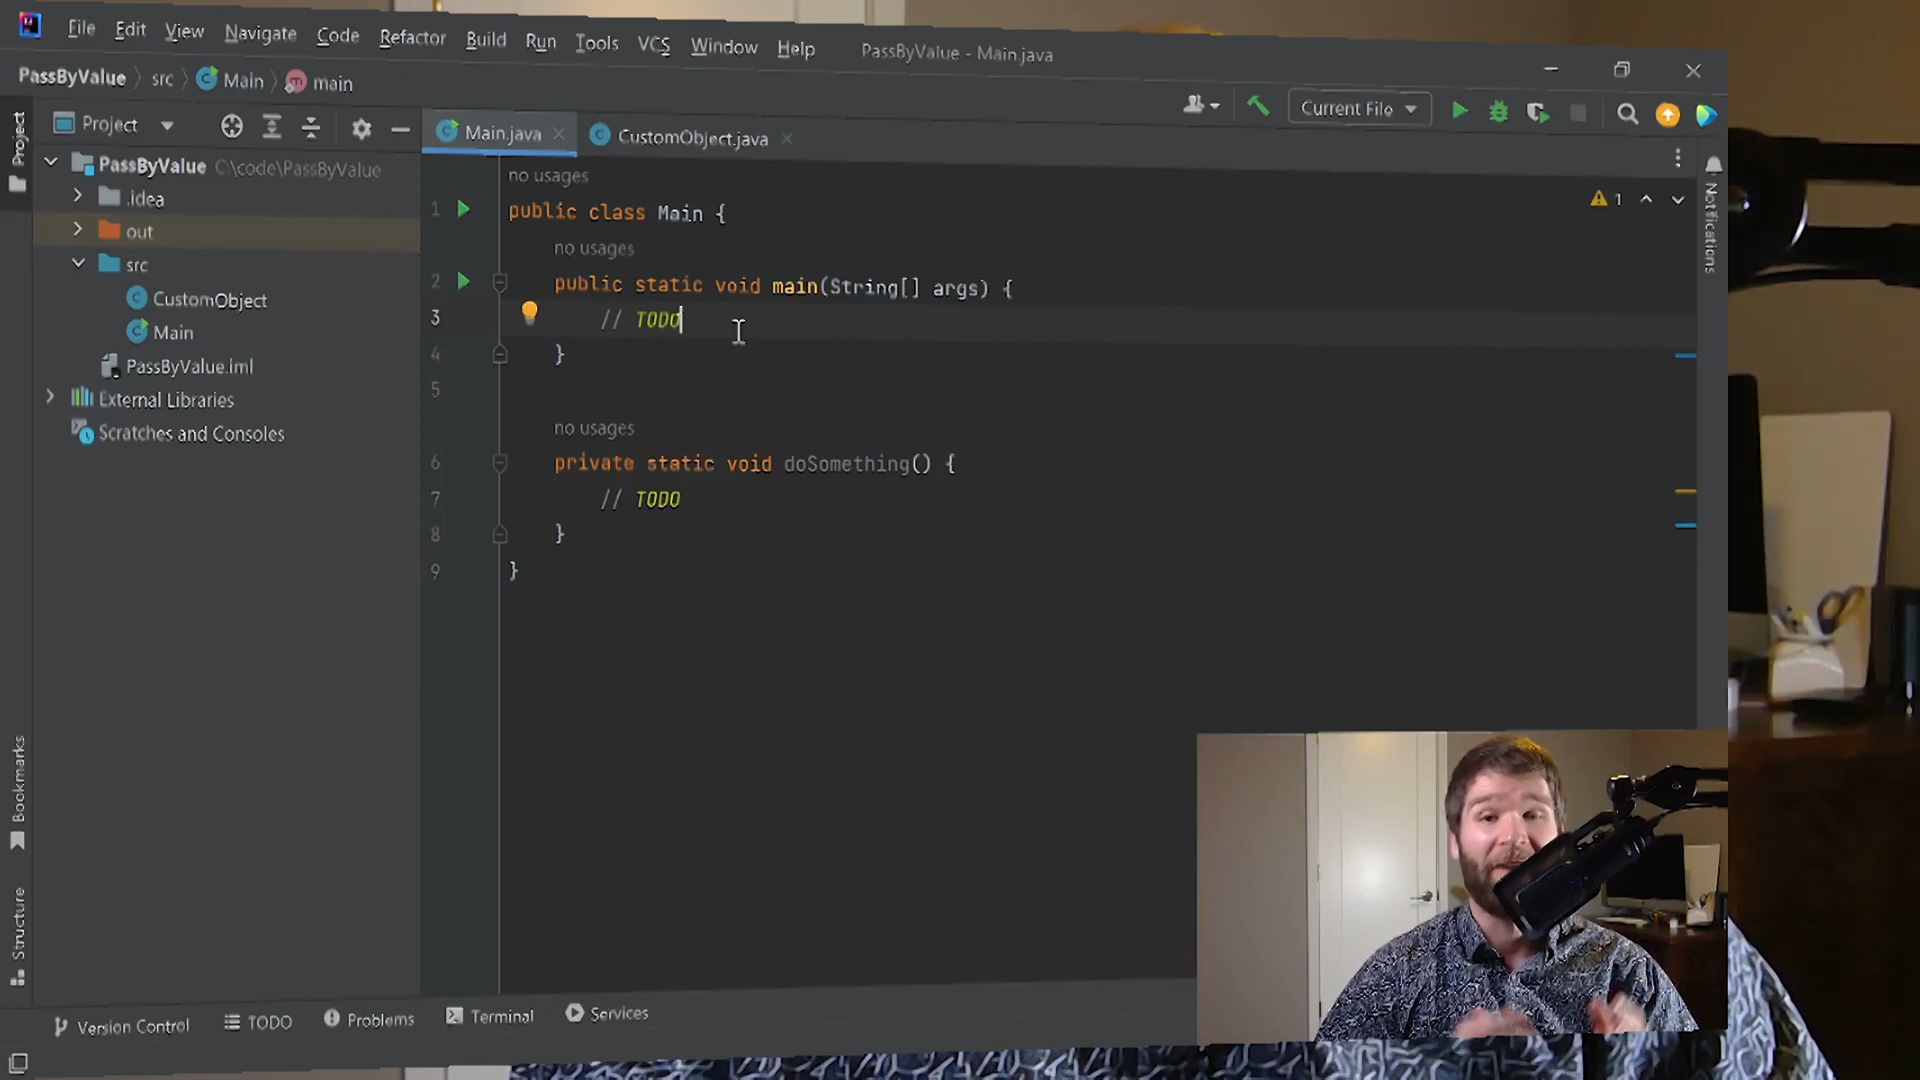 File Edit View Navigate Code Refactor Build Run Tools VCS Window Help PassByValue - Main.java
PassByValue src Main main
Current File
Project
Project
Main.java
CustomObject.java
PassByValue C:\code\PassByValue
.idea
out
src
CustomObject
Main
PassByValue.iml
External Libraries
Scratches and Consoles
no usages
1 public class Main {
no usages
2 public static void main(String[] args) {
3 // TODO
4 }
5
no usages
6 private static void doSomething() {
7 // TODO
8 }
9 }
1
Notifications
Bookmarks
Structure
Version Control TODO Problems Terminal Services